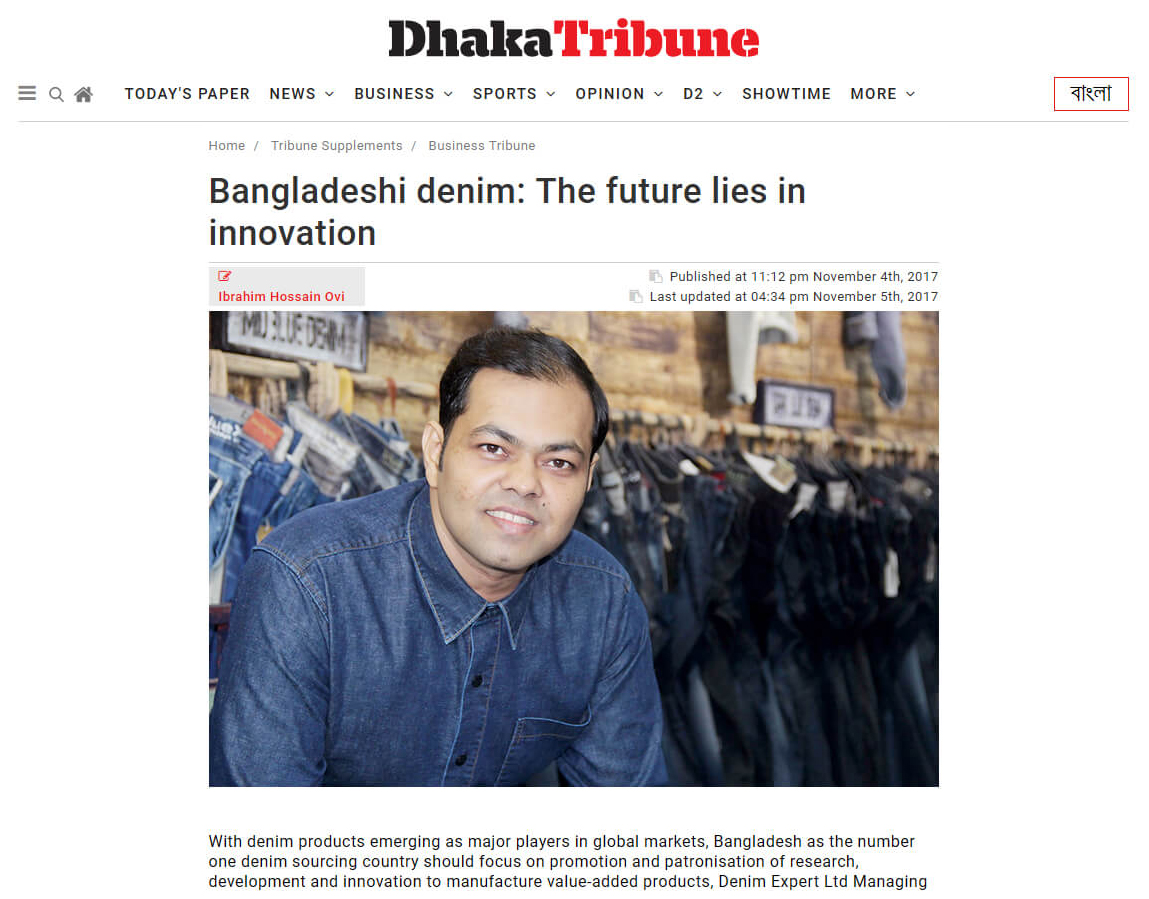 DhakaTribune
TODAY'S PAPER NEWS BUSINESS SPORTS OPINION D2 SHOWTIME MORE বাংলা
Home / Tribune Supplements / Business Tribune
Bangladeshi denim: The future lies in
innovation
Published at 11:12 pm November 4th, 2017
Ibrahim Hossain Ovi Last updated at 04:34 pm November 5th, 2017
BLUE DENIM
With denim products emerging as major players in global markets, Bangladesh as the number
one denim sourcing country should focus on promotion and patronisation of research,
development and innovation to manufacture value-added products, Denim Expert Ltd Managing